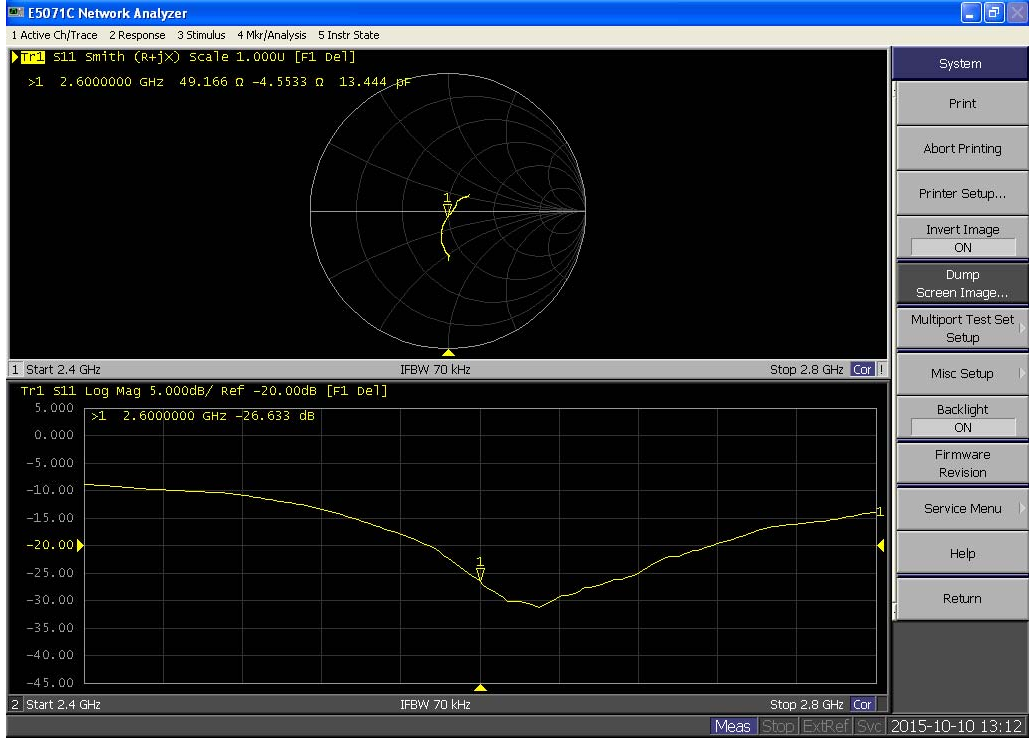 E5071C Network Analyzer
1 Active Ch/Trace 2 Response 3 Stimulus 4 Mkr/Analysis 5 Instr State
Tr1 S11 Smith (R+jX) Scale 1.000U [F1 Del]
>1 2.6000000 GHz 49.166 Ω -4.5533 Ω 13.444 pF
1
1 Start 2.4 GHz IFBW 70 kHz Stop 2.8 GHz Cor !
Tr1 S11 Log Mag 5.000dB/ Ref -20.00dB [F1 Del]
>1 2.6000000 GHz -26.633 dB
5.000
0.000
-5.000
-10.00
-15.00
-20.00
-25.00
-30.00
-35.00
-40.00
-45.00
1
1
2 Start 2.4 GHz IFBW 70 kHz Stop 2.8 GHz Cor
System
Print
Abort Printing
Printer Setup...
Invert Image
ON
Dump
Screen Image...
Multiport Test Set
Setup
Misc Setup
Backlight
ON
Firmware
Revision
Service Menu
Help
Return
Meas Stop ExtRef Svc 2015-10-10 13:12